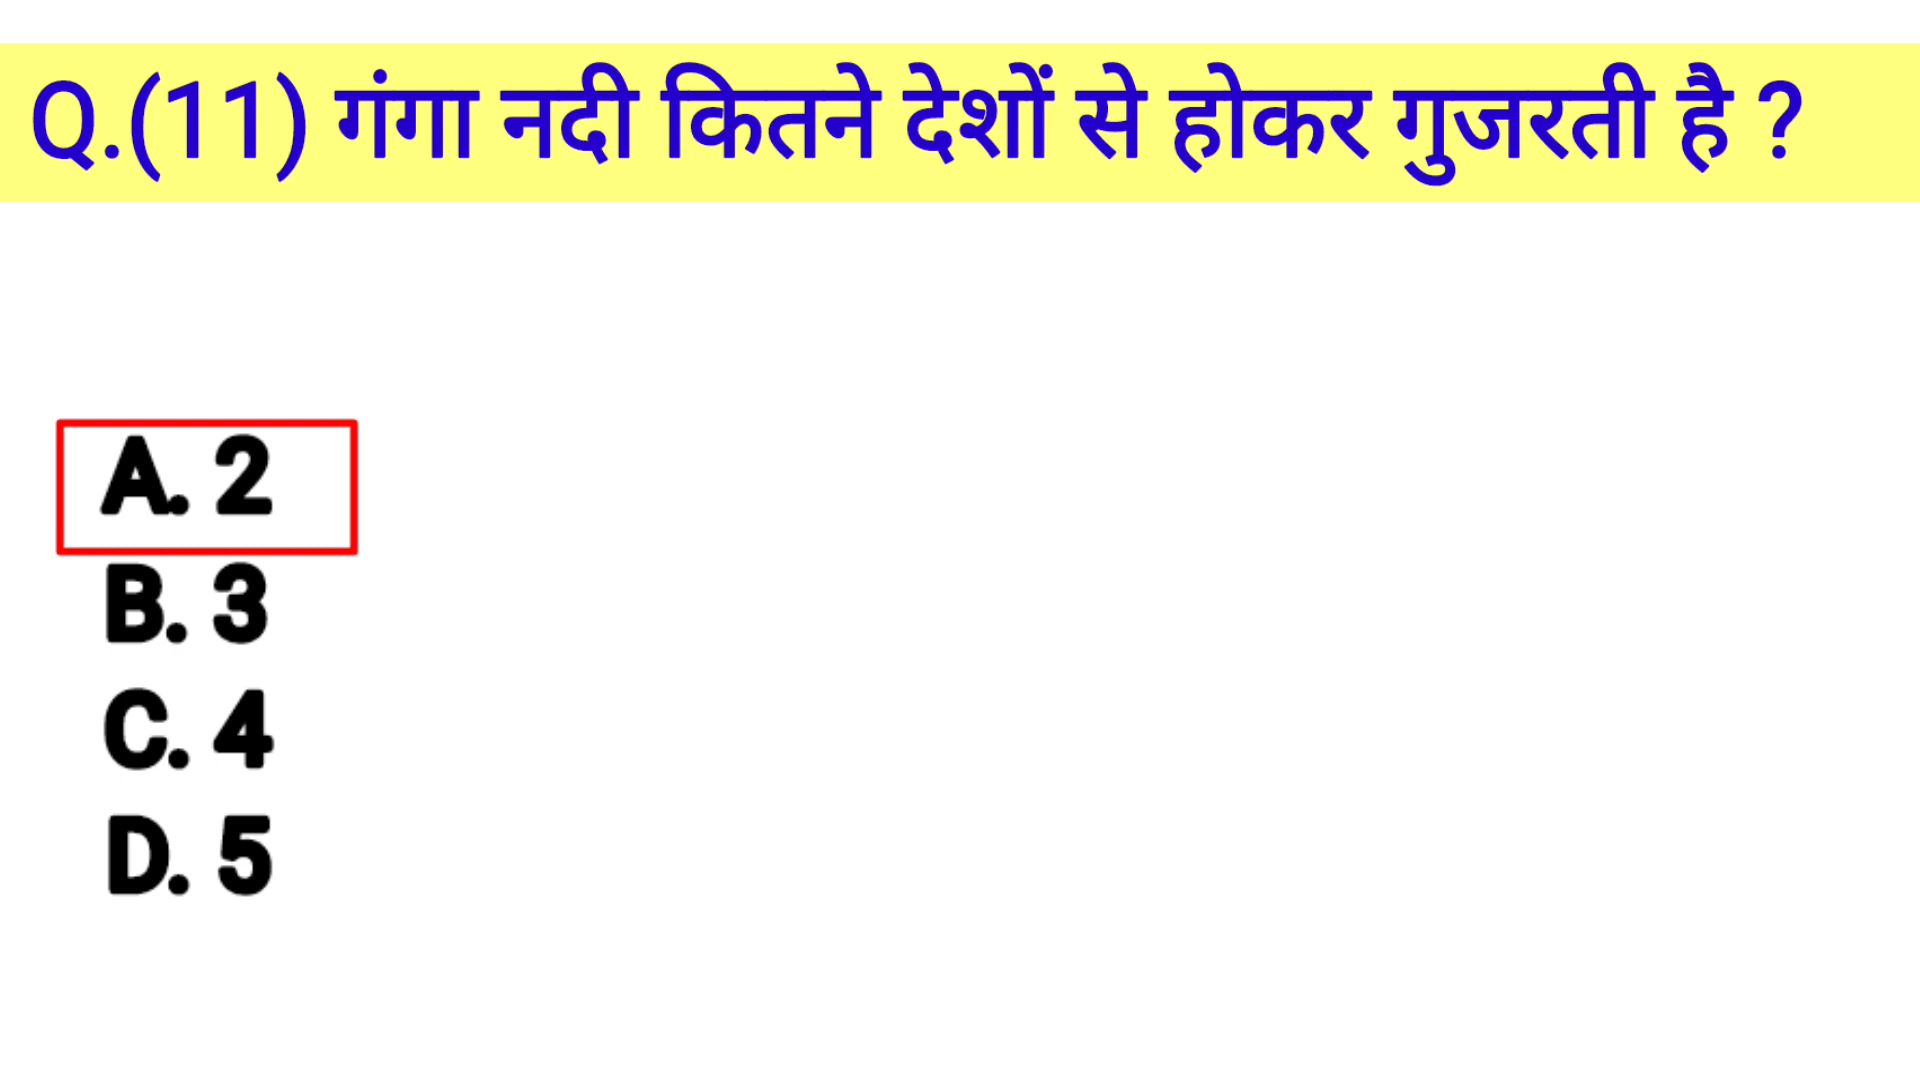 Q.(11) गंगा नदी कितने देशों से होकर गुजरती है ?
A. 2
B. 3
C. 4
D. 5